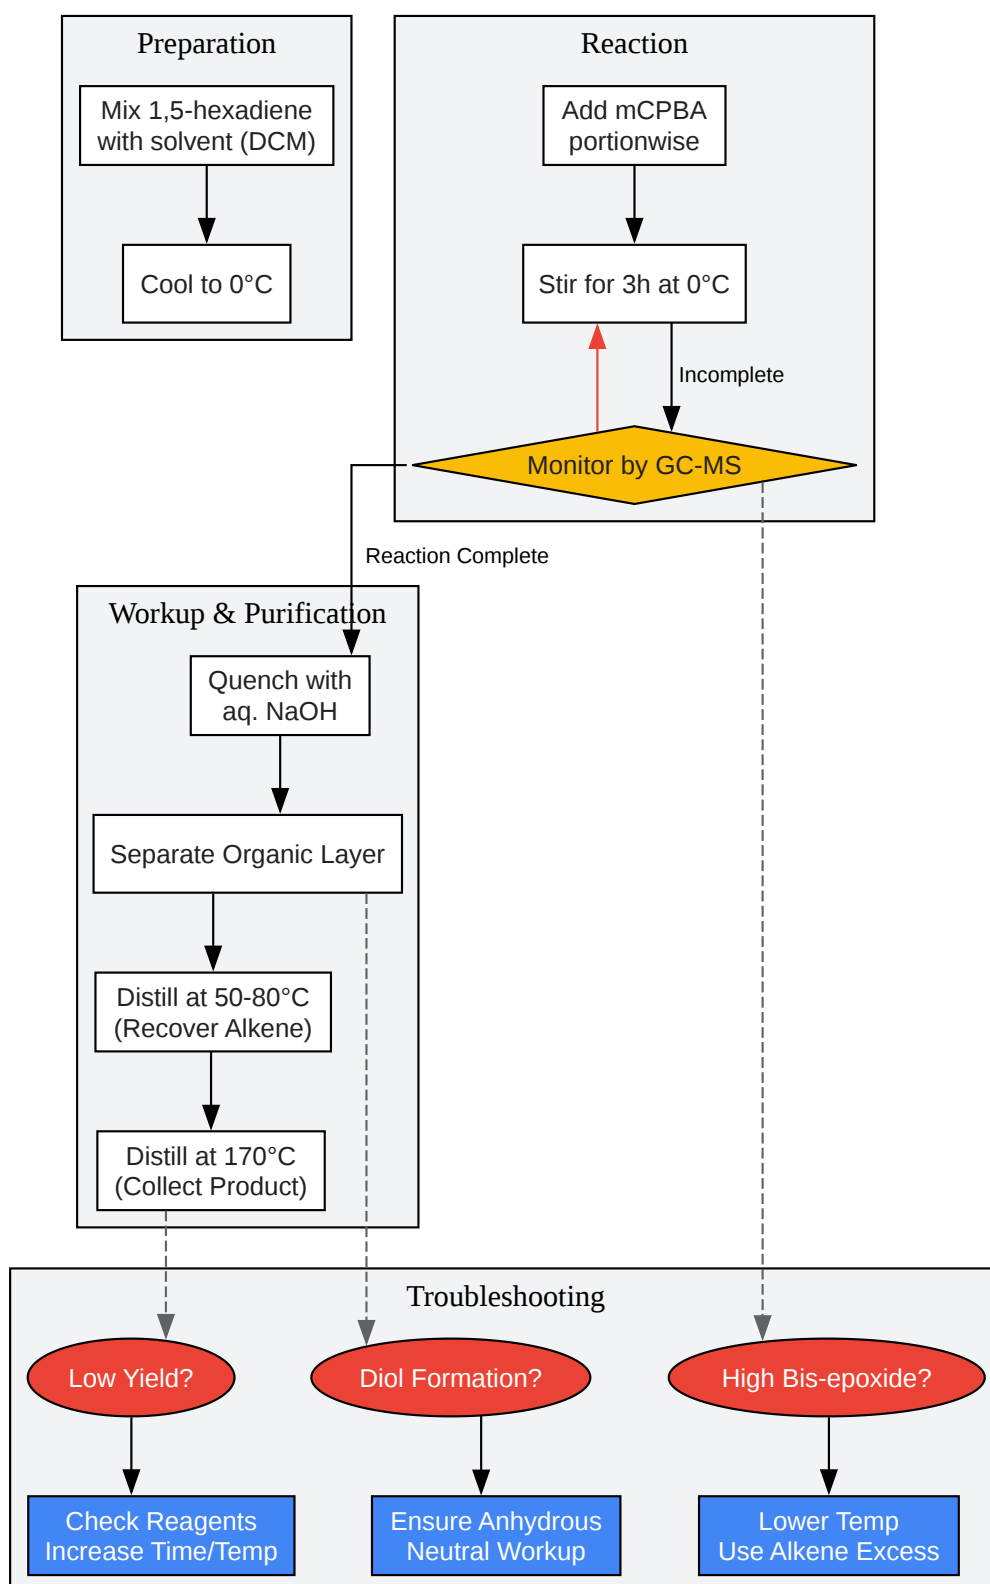 Preparation
Mix 1,5-hexadiene
with solvent (DCM)
Cool to 0°C
Reaction
Add mCPBA
portionwise
Stir for 3h at 0°C
Incomplete
Monitor by GC-MS
Reaction Complete
Workup & Purification
Quench with
aq. NaOH
Separate Organic Layer
Distill at 50-80°C
(Recover Alkene)
Distill at 170°C
(Collect Product)
Troubleshooting
Low Yield?
Diol Formation?
High Bis-epoxide?
Check Reagents
Increase Time/Temp
Ensure Anhydrous
Neutral Workup
Lower Temp
Use Alkene Excess